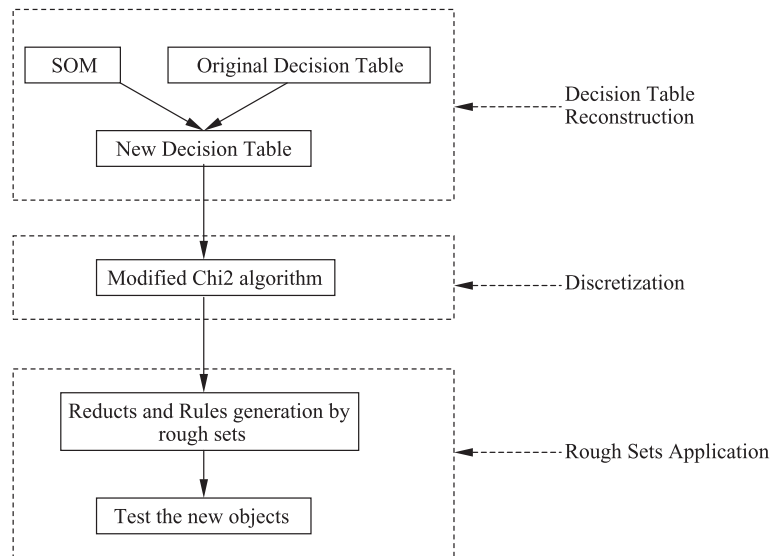 SOM
Original Decision Table
New Decision Table
Decision Table
Reconstruction
Modified Chi2 algorithm
Discretization
Reducts and Rules generation by
rough sets
Rough Sets Application
Test the new objects